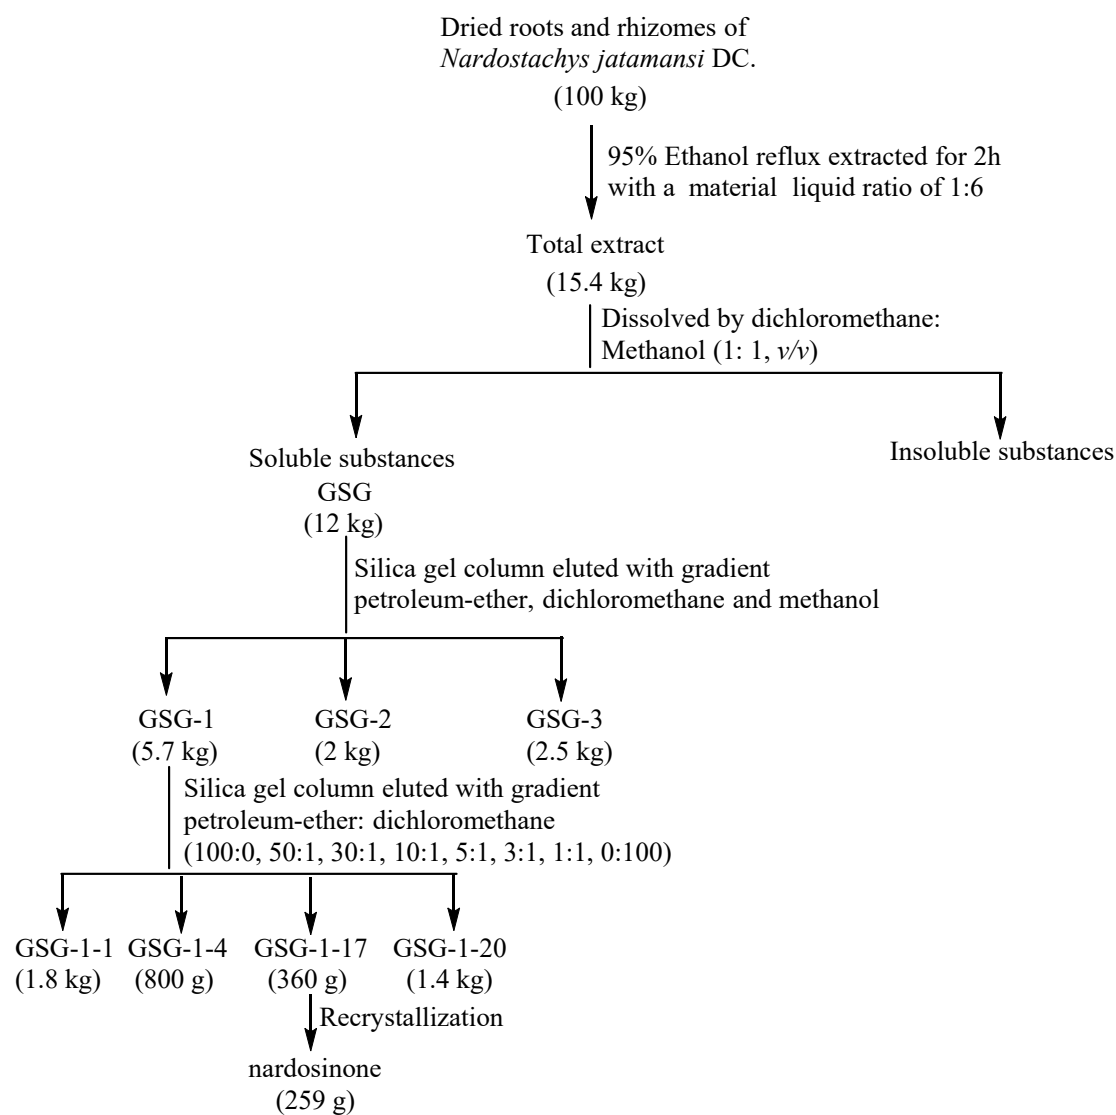 Dried roots and rhizomes of
Nardostachys jatamansi DC.
(100 kg)
95% Ethanol reflux extracted for 2h
with a material liquid ratio of 1:6
Total extract
(15.4 kg)
Dissolved by dichloromethane:
Methanol (1: 1, v/v)
Soluble substances
GSG
(12 kg)
Insoluble substances
Silica gel column eluted with gradient
petroleum-ether, dichloromethane and methanol
GSG-1
(5.7 kg)
GSG-2
(2 kg)
GSG-3
(2.5 kg)
Silica gel column eluted with gradient
petroleum-ether: dichloromethane
(100:0, 50:1, 30:1, 10:1, 5:1, 3:1, 1:1, 0:100)
GSG-1-1
(1.8 kg)
GSG-1-4
(800 g)
GSG-1-17
(360 g)
GSG-1-20
(1.4 kg)
Recrystallization
nardosinone
(259 g)